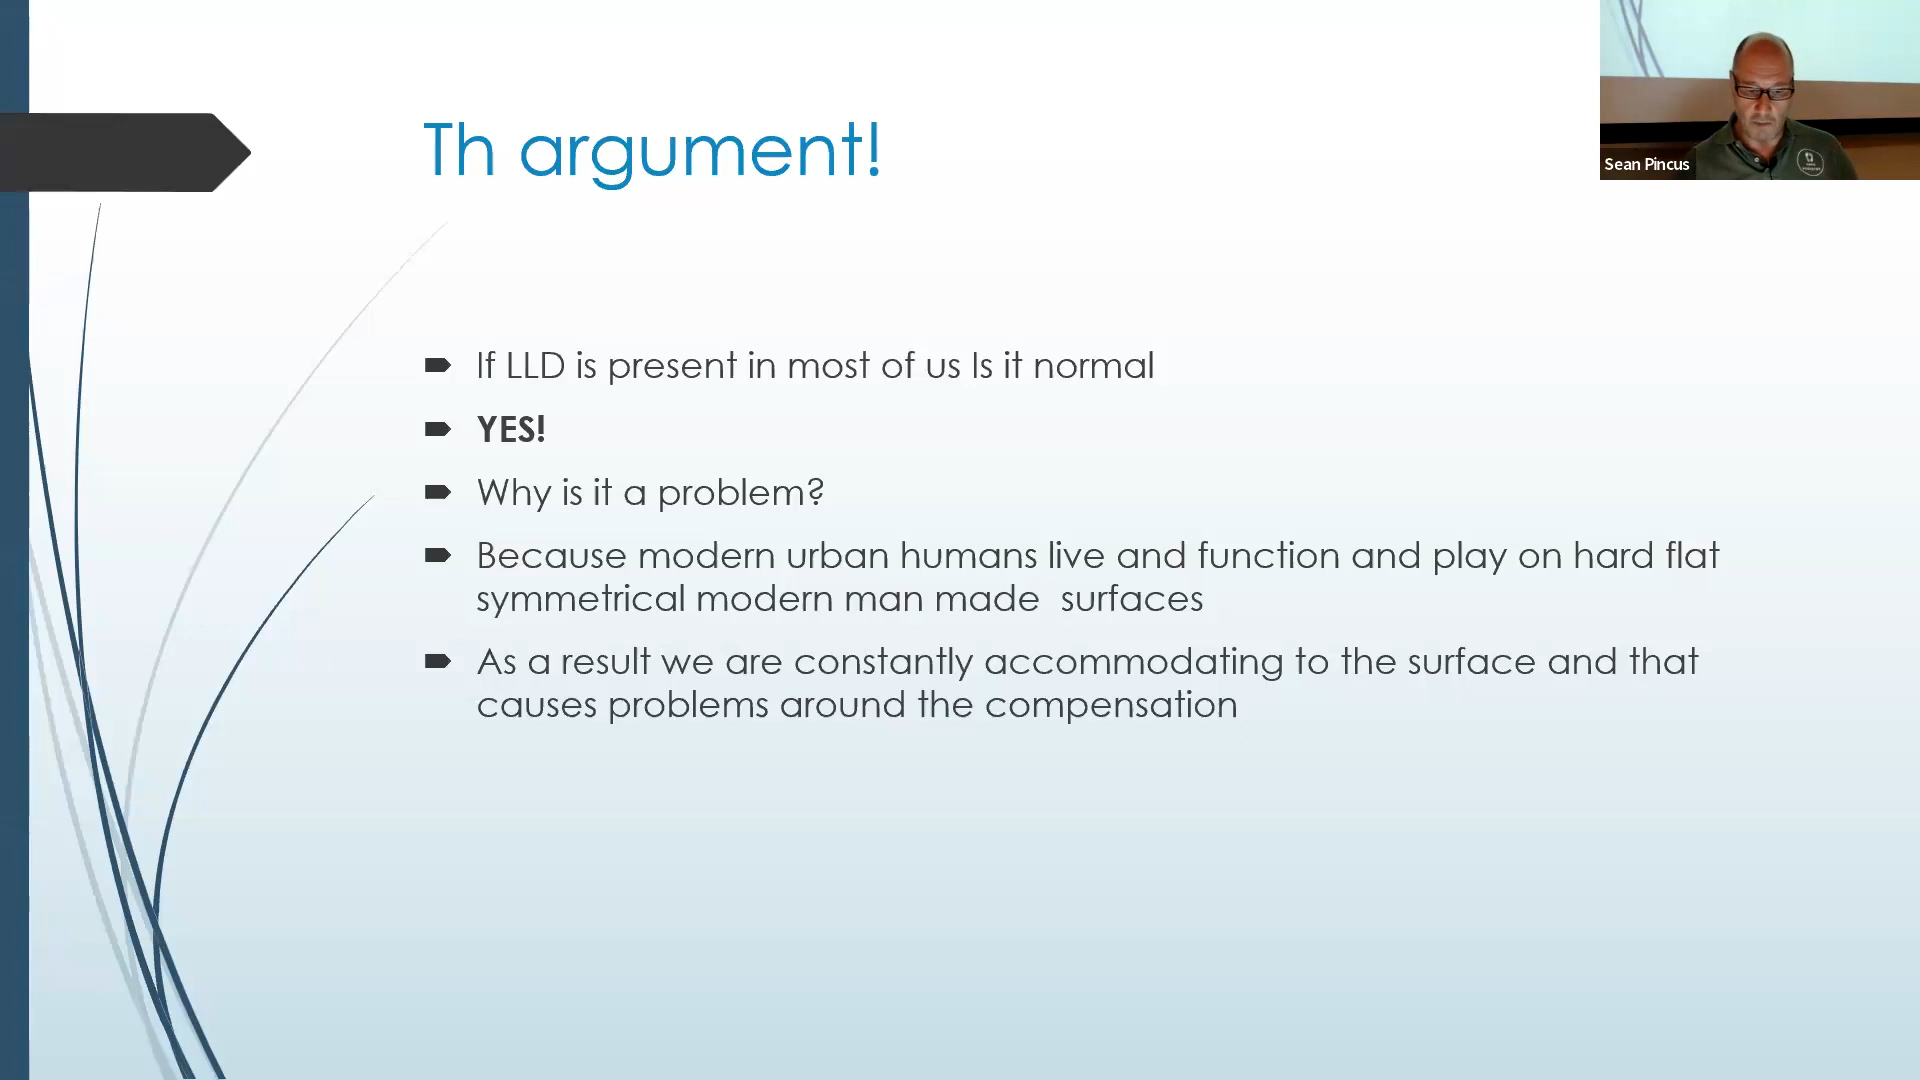 Th argument!
Sean Pincus
If LLD is present in most of us Is it normal
YES!
Why is it a problem?
Because modern urban humans live and function and play on hard flat
symmetrical modern man made  surfaces
As a result we are constantly accommodating to the surface and that
causes problems around the compensation